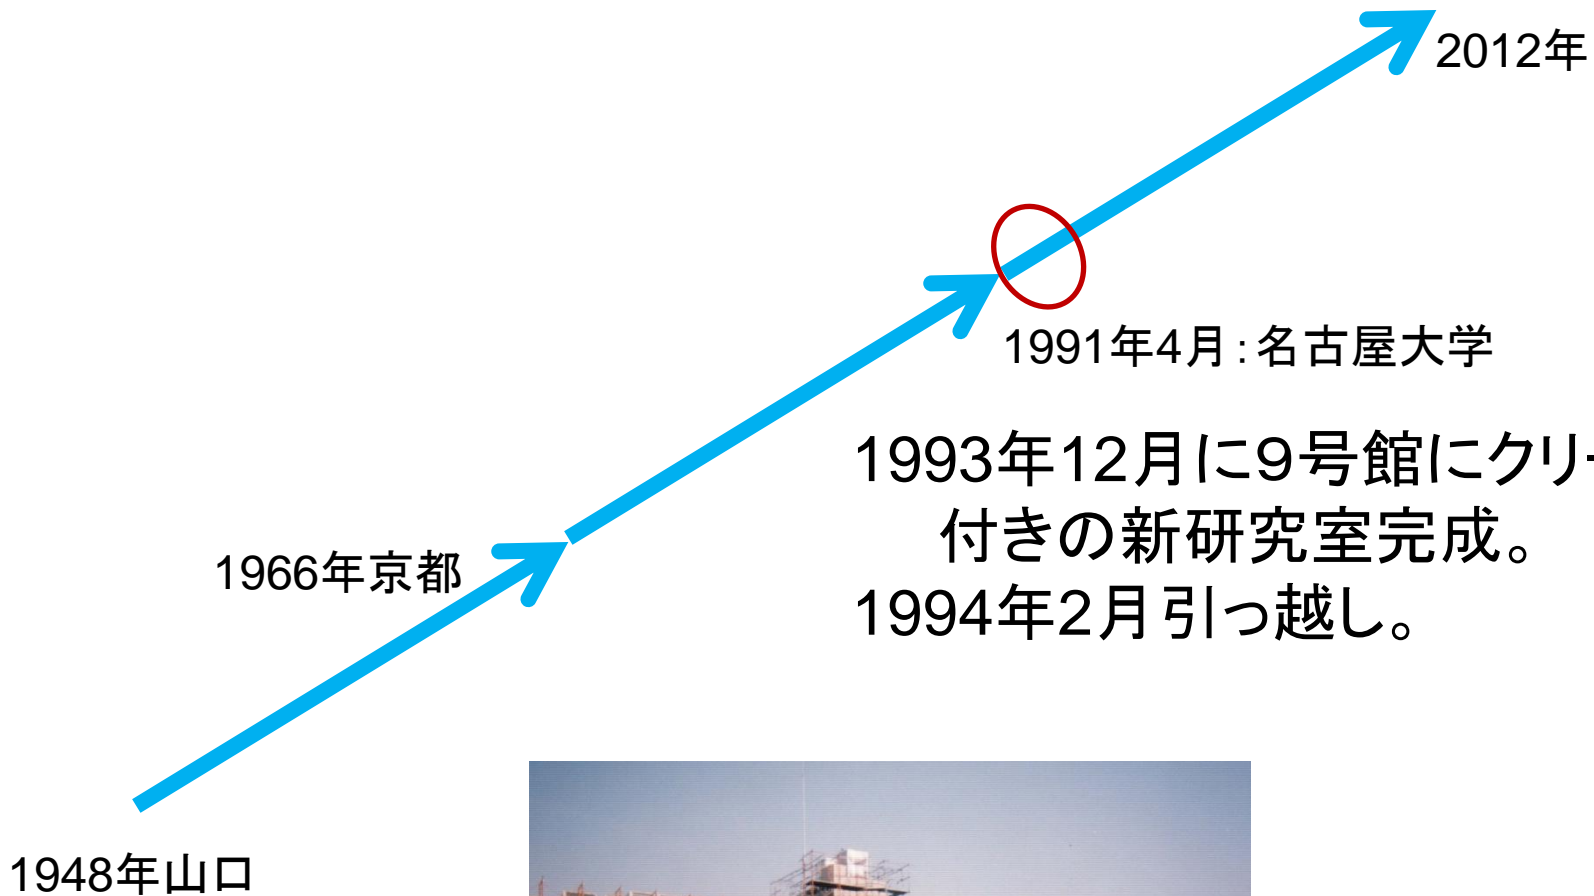 2012年
1991年4月：名古屋大学
1993年12月に９号館にクリ
付きの新研究室完成。
1994年2月引っ越し。
1966年京都
1948年山口